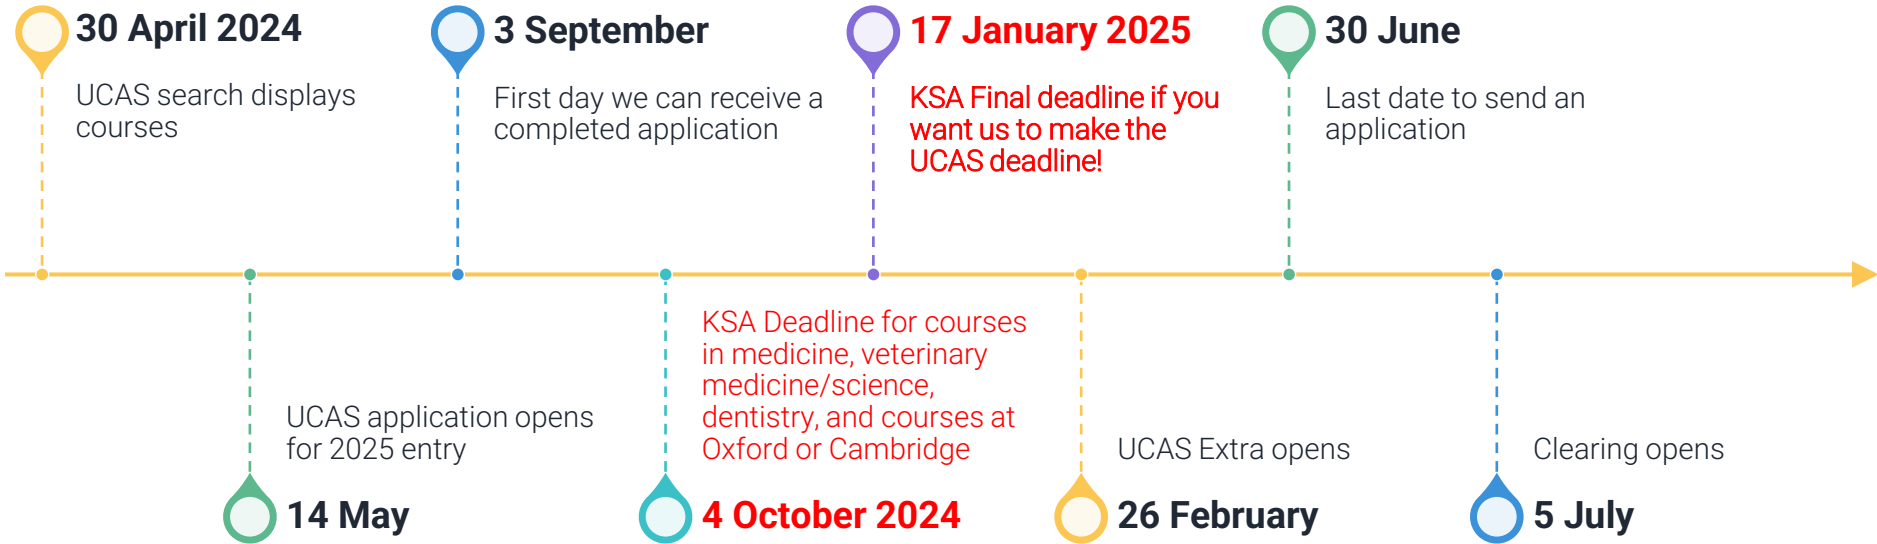 30 April 2024
UCAS search displays
courses
14 May
UCAS application opens
for 2025 entry
3 September
First day we can receive a
completed application
4 October 2024
KSA Deadline for courses
in medicine, veterinary
medicine/science,
dentistry, and courses at
Oxford or Cambridge
17 January 2025
KSA Final deadline if you
want us to make the
UCAS deadline!
26 February
UCAS Extra opens
30 June
Last date to send an
application
5 July
Clearing opens